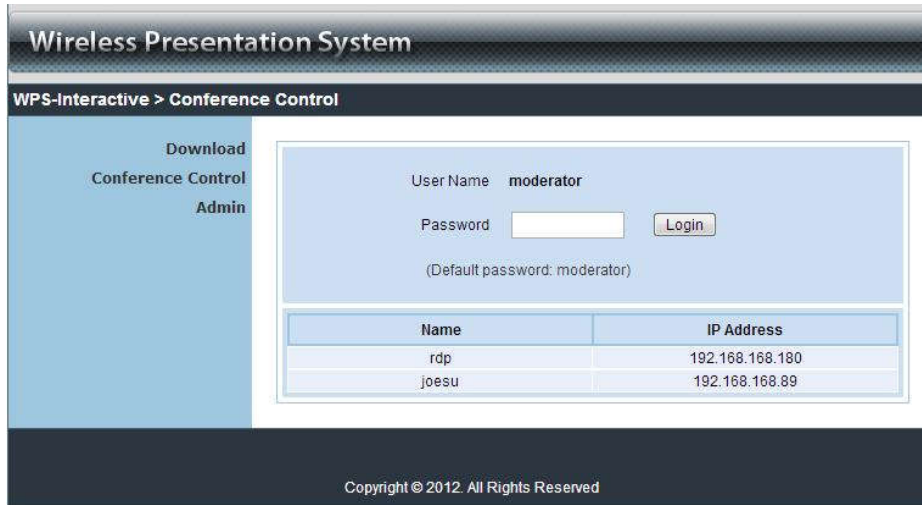 Wireless Presentation System
WPS-Interactive > Conference Control
Download
Conference Control
Admin
User Name moderator
Password Login
(Default password: moderator)
Name IP Address
rdp 192.168.168.180
joesu 192.168.168.89
Copyright © 2012. All Rights Reserved